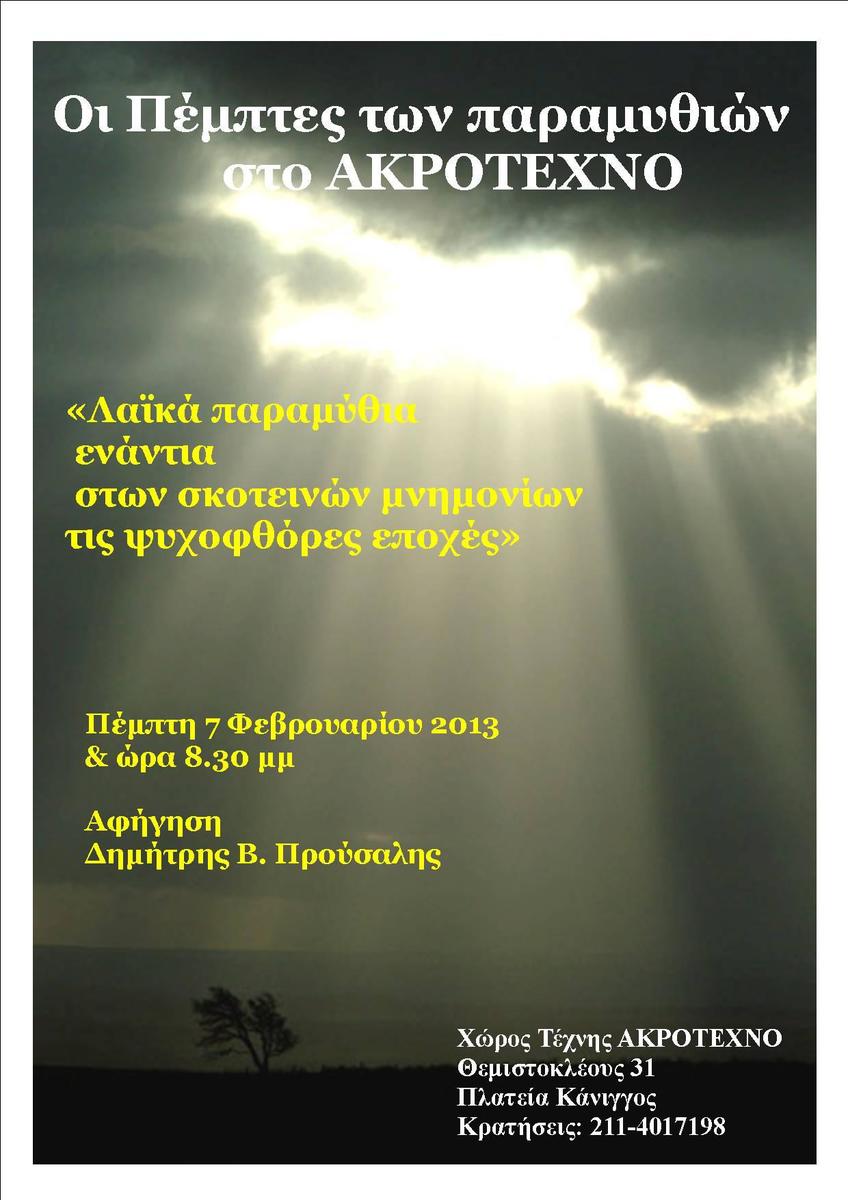 Οι Πέμπτες των παραμυθιών
στο ΑΚΡΟΤΕΧΝΟ
«Λαϊκά παραμύθια
ενάντια
στων σκοτεινών μνημονίων
τις ψυχοφθόρες εποχές»
Πέμπτη 7 Φεβρουαρίου 2013
& ώρα 8.30 μμ
Αφήγηση
Δημήτρης Β. Προύσαλης
Χώρος Τέχνης ΑΚΡΟΤΕΧΝΟ
Θεμιστοκλέους 31
Πλατεία Κάνιγγος
Κρατήσεις: 211-4017198